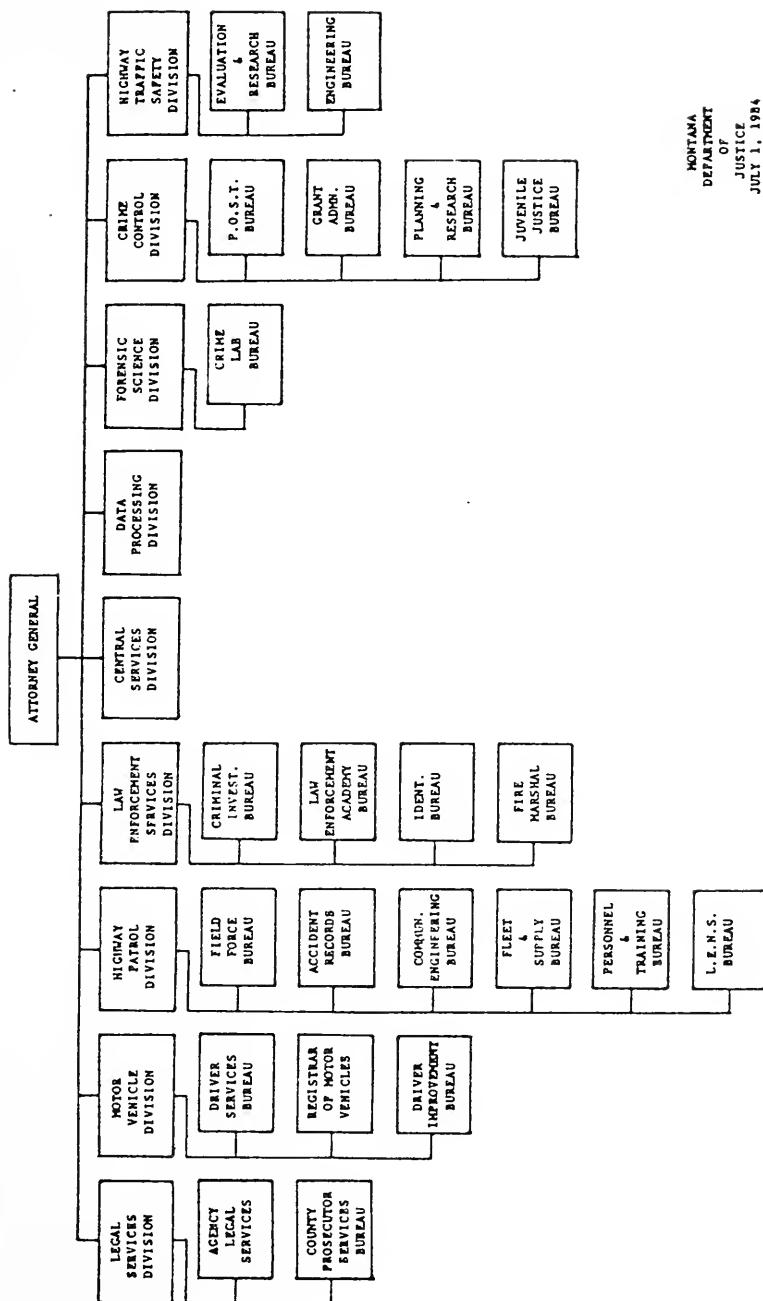 ATTORNEY GENERAL
LEGAL
SERVICES
DIVISION
AGENCY
LEGAL
SERVICES
COUNTY
PROSECUTOR
SERVICES
BUREAU
MOTOR
VEHICLE
DIVISION
DRIVER
SERVICES
BUREAU
REGISTRAR
OF MOTOR
VEHICLES
DRIVER
IMPROVEMENT
BUREAU
HIGHWAY
PATROL
DIVISION
FIELD
FORCE
BUREAU
ACCIDENT
RECORDS
BUREAU
COMMUN.
ENGINEERING
BUREAU
FLEET
&
SUPPLY
BUREAU
PERSONNEL
&
TRAINING
BUREAU
L.E.N.S.
BUREAU
LAW
ENFORCEMENT
SERVICES
DIVISION
CRIMINAL
INVEST.
BUREAU
LAW
ENFORCEMENT
ACADEMY
BUREAU
IDENT.
BUREAU
FIRE
MARSHAL
BUREAU
CENTRAL
SERVICES
DIVISION
DATA
PROCESSING
DIVISION
FORENSIC
SCIENCE
DIVISION
CRIME
LAB
BUREAU
CRIME
CONTROL
DIVISION
P.O.S.T.
BUREAU
GRANT
ADMN.
BUREAU
PLANNING
&
RESEARCH
BUREAU
JUVENILE
JUSTICE
BUREAU
HIGHWAY
TRAFFIC
SAFETY
DIVISION
EVALUATION
&
RESEARCH
BUREAU
ENGINEERING
BUREAU
MONTANA
DEPARTMENT
OF
JUSTICE
JULY 1, 1984